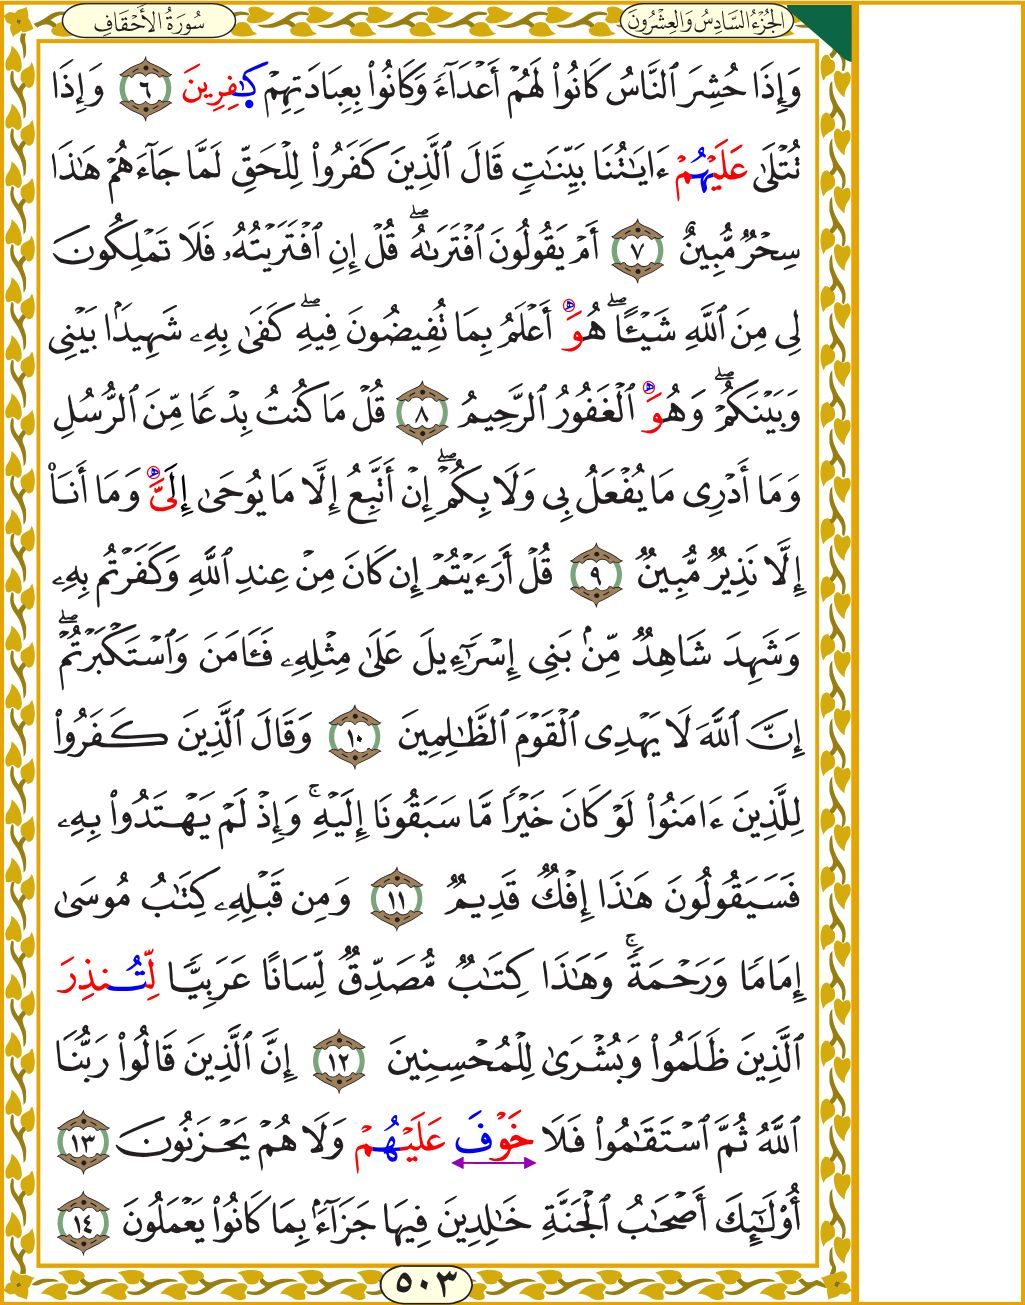 الجُزْءُ السَّادِسُ وَالعِشْرُونَ
سُورَةُ الأَحْقَافِ
وَإِذَا حُشِرَ ٱلنَّاسُ كَانُواْ لَهُمْ أَعْدَآءً وَكَانُواْ بِعِبَادَتِهِمْ كَٰفِرِينَ ٦ وَإِذَا
تُتْلَىٰ عَلَيْهُمْ ءَايَٰتُنَا بَيِّنَٰتٍ قَالَ ٱلَّذِينَ كَفَرُواْ لِلْحَقِّ لَمَّا جَآءَهُمْ هَٰذَا
سِحْرٌ مُّبِينٌ ٧ أَمْ يَقُولُونَ ٱفْتَرَىٰهُۖ قُلْ إِنِ ٱفْتَرَيْتُهُۥ فَلَا تَمْلِكُونَ
لِى مِنَ ٱللَّهِ شَيْـًٔاۖ هُوَ أَعْلَمُ بِمَا تُفِيضُونَ فِيهِۖ كَفَىٰ بِهِۦ شَهِيدًۢا بَيْنِى
وَبَيْنَكُمْۖ وَهُوَ ٱلْغَفُورُ ٱلرَّحِيمُ ٨ قُلْ مَا كُنتُ بِدْعًا مِّنَ ٱلرُّسُلِ
وَمَا أَدْرِى مَا يُفْعَلُ بِى وَلَا بِكُمْۖ إِنْ أَتَّبِعُ إِلَّا مَا يُوحَىٰ إِلَىَّ وَمَا أَنَا۠
إِلَّا نَذِيرٌ مُّبِينٌ ٩ قُلْ أَرَءَيْتُمْ إِن كَانَ مِنْ عِندِ ٱللَّهِ وَكَفَرْتُم بِهِۦ
وَشَهِدَ شَاهِدٌ مِّنۢ بَنِى إِسْرَٰٓءِيلَ عَلَىٰ مِثْلِهِۦ فَـَٔامَنَ وَٱسْتَكْبَرْتُمْۖ
إِنَّ ٱللَّهَ لَا يَهْدِى ٱلْقَوْمَ ٱلظَّٰلِمِينَ ١٠ وَقَالَ ٱلَّذِينَ كَفَرُواْ
لِلَّذِينَ ءَامَنُواْ لَوْ كَانَ خَيْرًا مَّا سَبَقُونَا إِلَيْهِۚ وَإِذْ لَمْ يَهْتَدُواْ بِهِۦ
فَسَيَقُولُونَ هَٰذَا إِفْكٌ قَدِيمٌ ١١ وَمِن قَبْلِهِۦ كِتَٰبُ مُوسَىٰ
إِمَامًا وَرَحْمَةًۚ وَهَٰذَا كِتَٰبٌ مُّصَدِّقٌ لِّسَانًا عَرَبِيًّا لِّتُنذِرَ
ٱلَّذِينَ ظَلَمُواْ وَبُشْرَىٰ لِلْمُحْسِنِينَ ١٢ إِنَّ ٱلَّذِينَ قَالُواْ رَبُّنَا
ٱللَّهُ ثُمَّ ٱسْتَقَٰمُواْ فَلَا خَوْفَ عَلَيْهُمْ وَلَا هُمْ يَحْزَنُونَ ١٣
أُوْلَٰٓئِكَ أَصْحَٰبُ ٱلْجَنَّةِ خَٰلِدِينَ فِيهَا جَزَآءًۢ بِمَا كَانُواْ يَعْمَلُونَ ١٤
٥٠٣